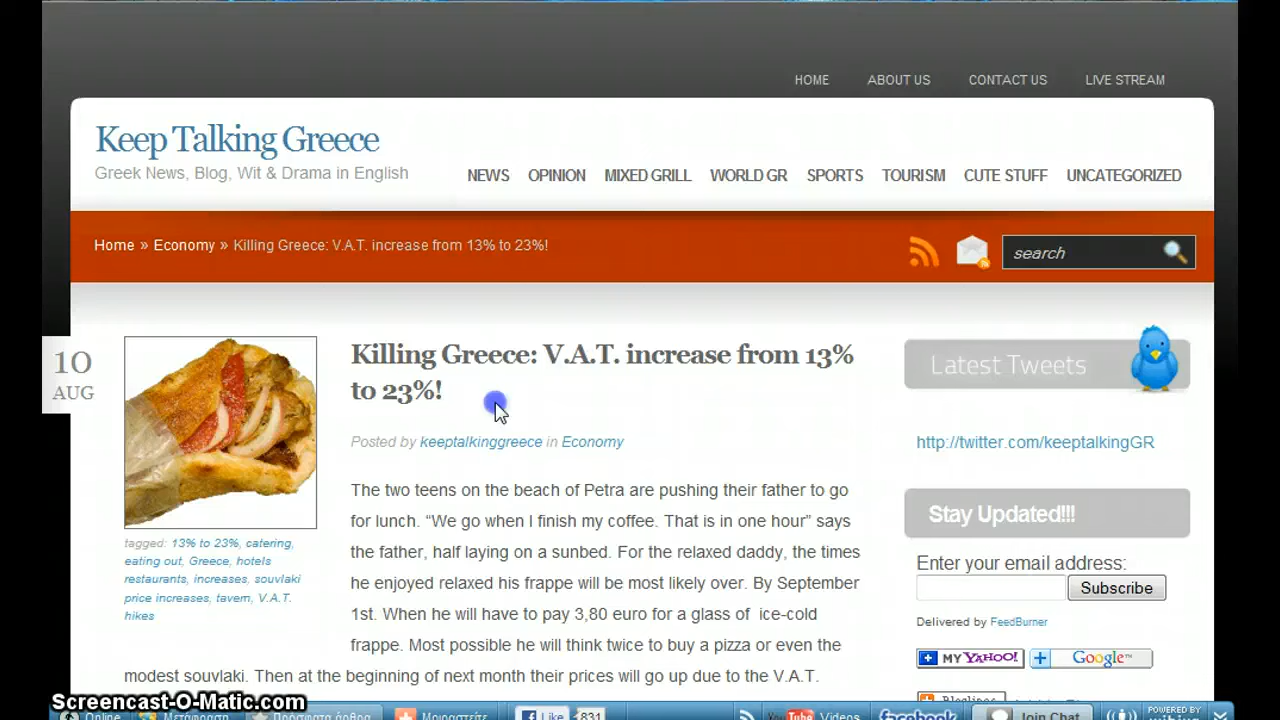 HOME ABOUT US CONTACT US LIVE STREAM
Keep Talking Greece
Greek News, Blog, Wit & Drama in English
NEWS OPINION MIXED GRILL WORLD GR SPORTS TOURISM CUTE STUFF UNCATEGORIZED
Home » Economy » Killing Greece: V.A.T. increase from 13% to 23%!
search
10
AUG
Killing Greece: V.A.T. increase from 13%
to 23%!
Posted by keeptalkinggreece in Economy
The two teens on the beach of Petra are pushing their father to go
for lunch. “We go when I finish my coffee. That is in one hour” says
the father, half laying on a sunbed. For the relaxed daddy, the times
he enjoyed relaxed his frappe will be most likely over. By September
1st. When he will have to pay 3,80 euro for a glass of ice-cold
frappe. Most possible he will think twice to buy a pizza or even the
modest souvlaki. Then at the beginning of next month their prices will go up due to the V.A.T.
tagged: 13% to 23%, catering,
eating out, Greece, hotels
restaurants, increases, souvlaki
price increases, tavern, V.A.T.
hikes
Latest Tweets
http://twitter.com/keeptalkingGR
Stay Updated!!!
Enter your email address:
Subscribe
Delivered by FeedBurner
MY YAHOO! Google™
Bloglines
Screencast-O-Matic.com
Online Μετάφραση Πρόσφατα άρθρα Μοιραστείτε Like 831 YouTube Videos facebook Join Chat POWERED BY wibiya